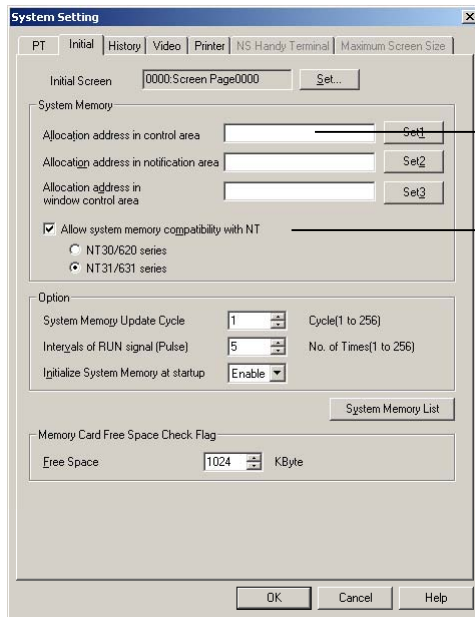 System Setting
PT Initial History Video Printer NS Handy Terminal Maximum Screen Size
Initial Screen 0000:Screen Page0000 Set...
System Memory
Allocation address in control area Set1
Allocation address in notification area Set2
Allocation address in
window control area Set3
Allow system memory compatibility with NT
NT30/620 series
NT31/631 series
Option
System Memory Update Cycle 1 Cycle(1 to 256)
Intervals of RUN signal (Pulse) 5 No. of Times(1 to 256)
Initialize System Memory at startup Enable
System Memory List
Memory Card Free Space Check Flag
Free Space 1024 KByte
OK Cancel Help